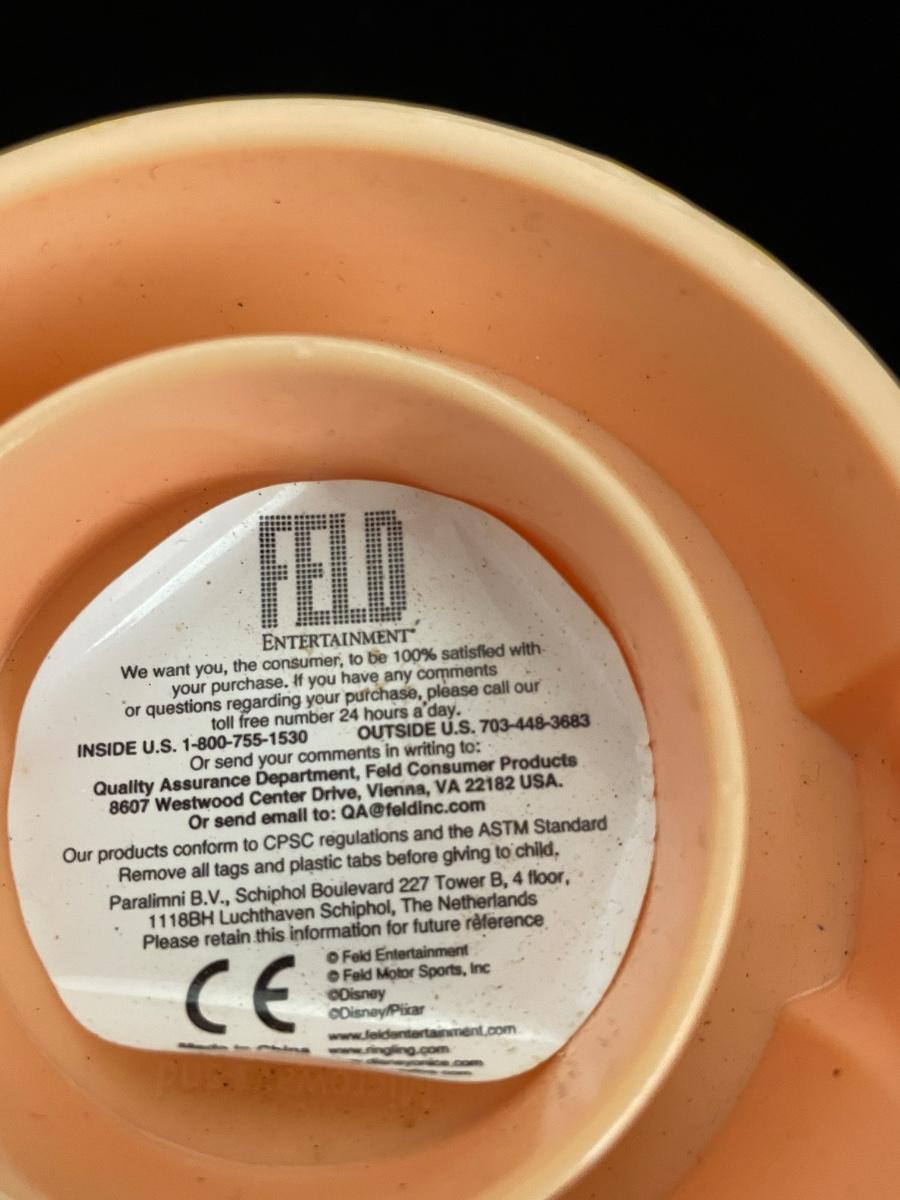 FELD
ENTERTAINMENT
We want you, the consumer, to be 100% satisfied with
your purchase. If you have any comments
or questions regarding your purchase, please call our
toll free number 24 hours a day.
INSIDE U.S. 1-800-755-1530 OUTSIDE U.S. 703-448-3683
Or send your comments in writing to:
Quality Assurance Department, Feld Consumer Products
8607 Westwood Center Drive, Vienna, VA 22182 USA.
Or send email to: QA@feldinc.com
Our products conform to CPSC regulations and the ASTM Standard
Remove all tags and plastic tabs before giving to child.
Paralimni B.V., Schiphol Boulevard 227 Tower B, 4 floor,
1118BH Luchthaven Schiphol, The Netherlands
Please retain this information for future reference
CE
© Feld Entertainment
© Feld Motor Sports, Inc
©Disney
©Disney/Pixar
www.feldentertainment.com
Made in China www.ringling.com